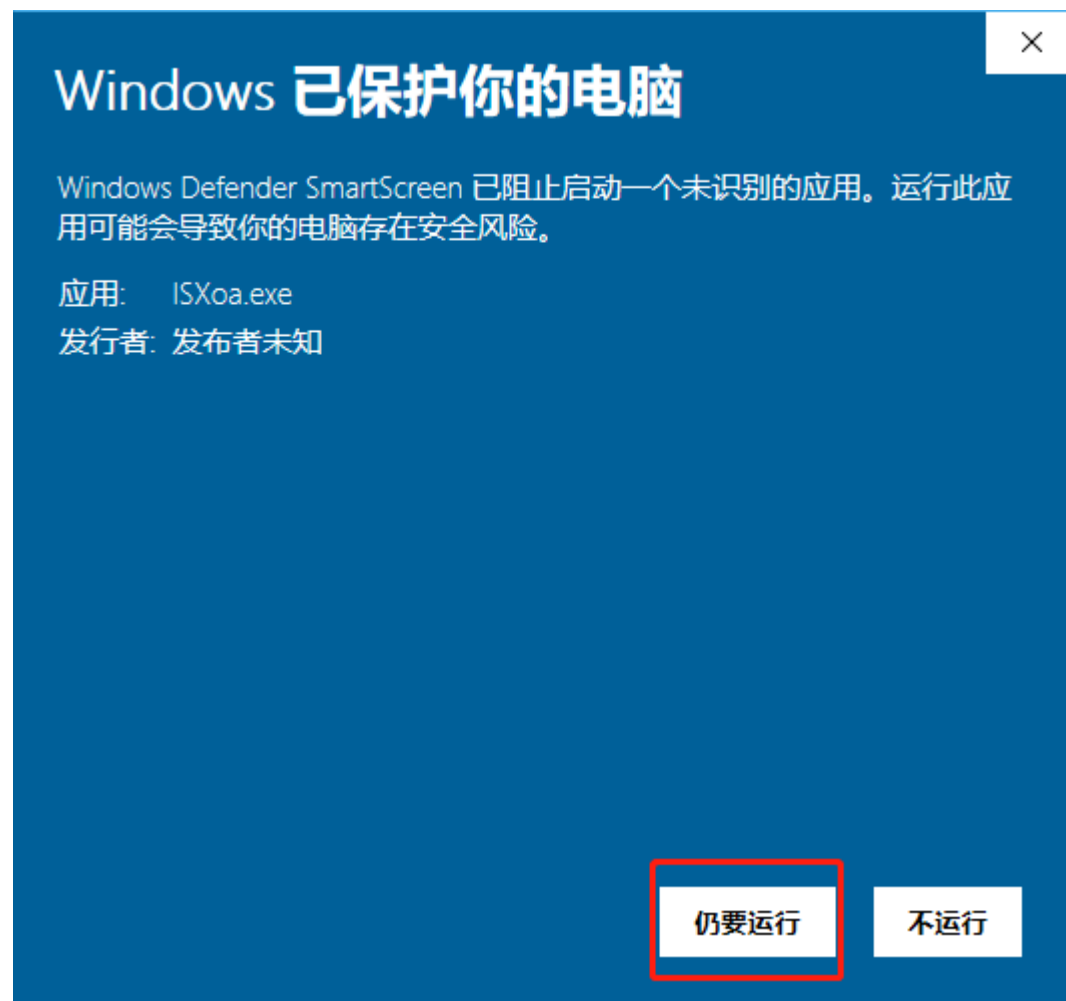 Windows 已保护你的电脑
Windows Defender SmartScreen 已阻止启动一个未识别的应用。运行此应
用可能会导致你的电脑存在安全风险。
应用: ISXoa.exe
发行者: 发布者未知
仍要运行 不运行